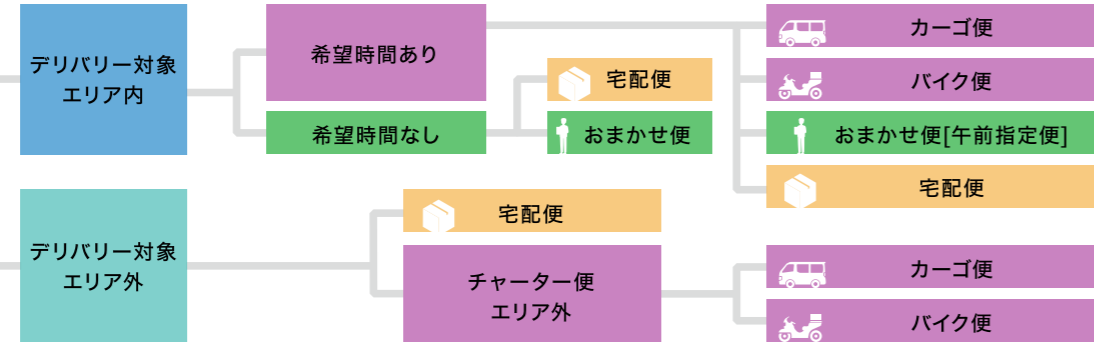 デリバリー対象
エリア内
希望時間あり
希望時間なし
宅配便
おまかせ便
カーゴ便
バイク便
おまかせ便[午前指定便]
宅配便
デリバリー対象
エリア外
宅配便
チャーター便
エリア外
カーゴ便
バイク便